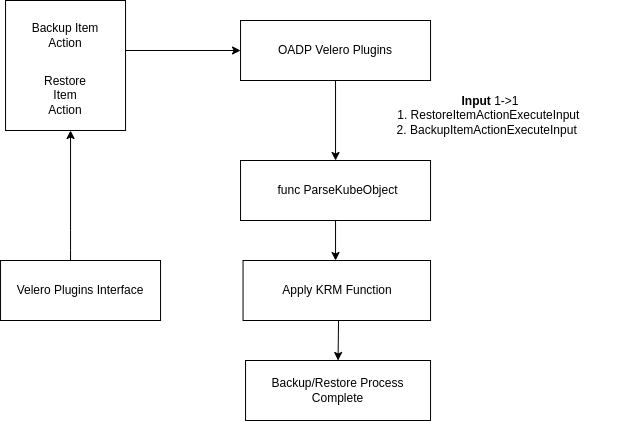 Backup Item
Action
Restore
Item
Action
OADP Velero Plugins
Input 1->1
1. RestoreItemActionExecuteInput
2. BackupItemActionExecuteInput
func ParseKubeObject
Velero Plugins Interface
Apply KRM Function
Backup/Restore Process
Complete